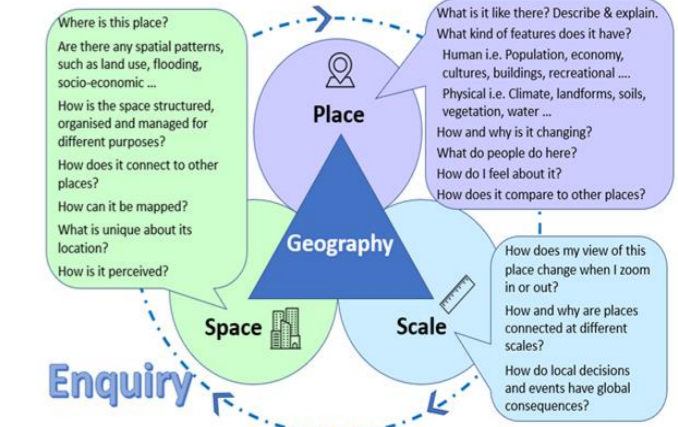 Where is this place?
Are there any spatial patterns,
such as land use, flooding,
socio-economic ...
How is the space structured,
organised and managed for
different purposes?
How does it connect to other
places?
How can it be mapped?
What is unique about its
location?
How is it perceived?
What is it like there? Describe & explain.
What kind of features does it have?
Human i.e. Population, economy,
cultures, buildings, recreational ....
Physical i.e. Climate, landforms, soils,
vegetation, water ...
How and why is it changing?
What do people do here?
How do I feel about it?
How does it compare to other places?
Place
Geography
Space
Scale
How does my view of this
place change when I zoom
in or out?
How and why are places
connected at different
scales?
How do local decisions
and events have global
consequences?
Enquiry